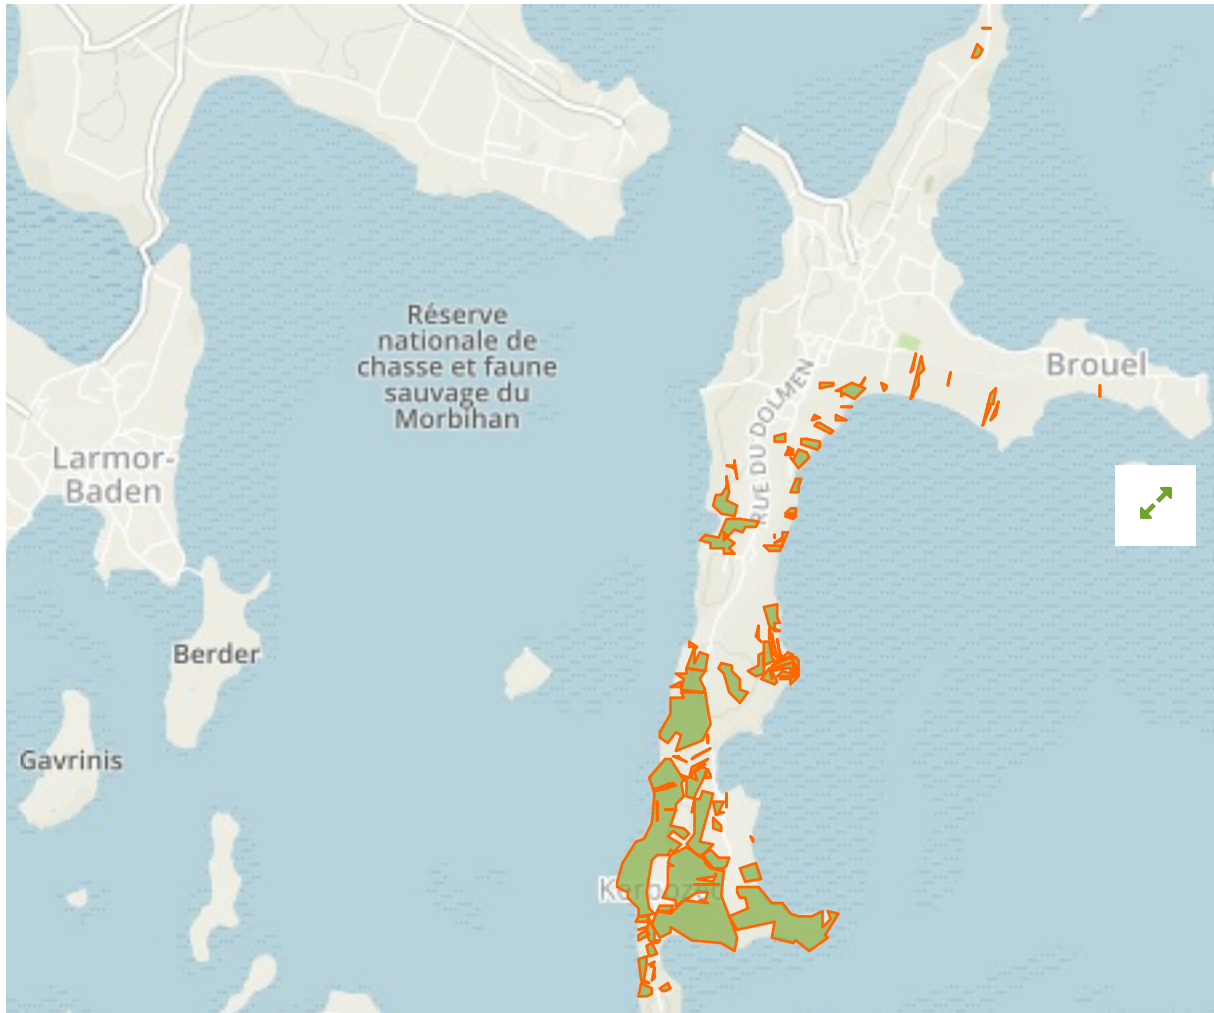 Réserve
nationale de
chasse et faune
sauvage du
Morbihan
Brouel
RUE DU DOLMEN
Larmor-
Baden
Berder
Gavrinis